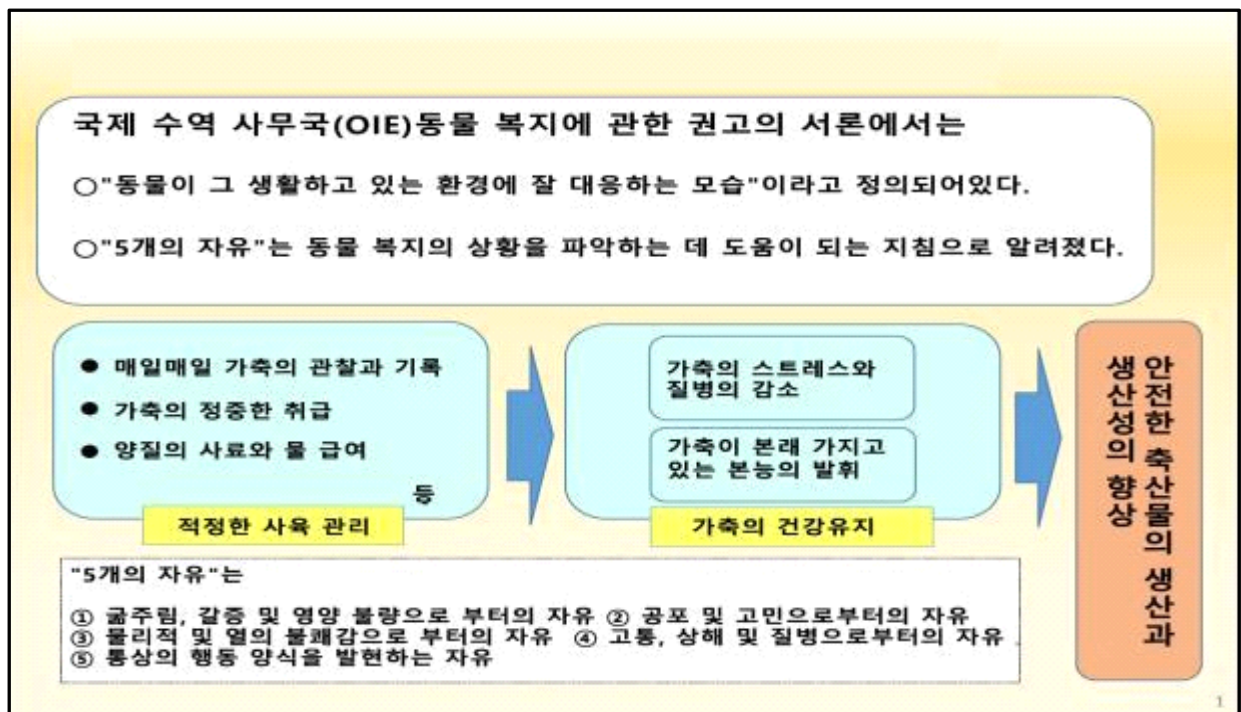 국제 수역 사무국(OIE)동물 복지에 관한 권고의 서론에서는
○"동물이 그 생활하고 있는 환경에 잘 대응하는 모습"이라고 정의되어있다.
○"5개의 자유"는 동물 복지의 상황을 파악하는 데 도움이 되는 지침으로 알려졌다.
● 매일매일 가축의 관찰과 기록
● 가축의 정중한 취급
● 양질의 사료와 물 급여
등
적정한 사육 관리
가축의 스트레스와
질병의 감소
가축이 본래 가지고
있는 본능의 발휘
가축의 건강유지
안전한 축산물의 생산과
생산성의 향상
"5개의 자유"는
① 굶주림, 갈증 및 영양 불량으로 부터의 자유 ② 공포 및 고민으로부터의 자유
③ 물리적 및 열의 불쾌감으로 부터의 자유 ④ 고통, 상해 및 질병으로부터의 자유
⑤ 통상의 행동 양식을 발현하는 자유
1